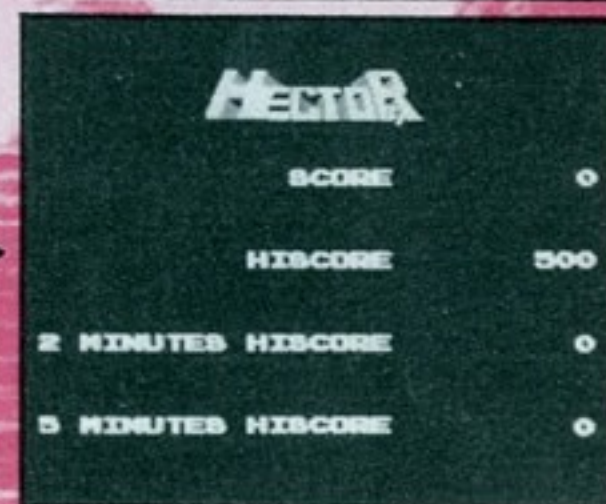 HECTOR
SCORE 0
HISCORE 500
2 MINUTES HISCORE 0
5 MINUTES HISCORE 0